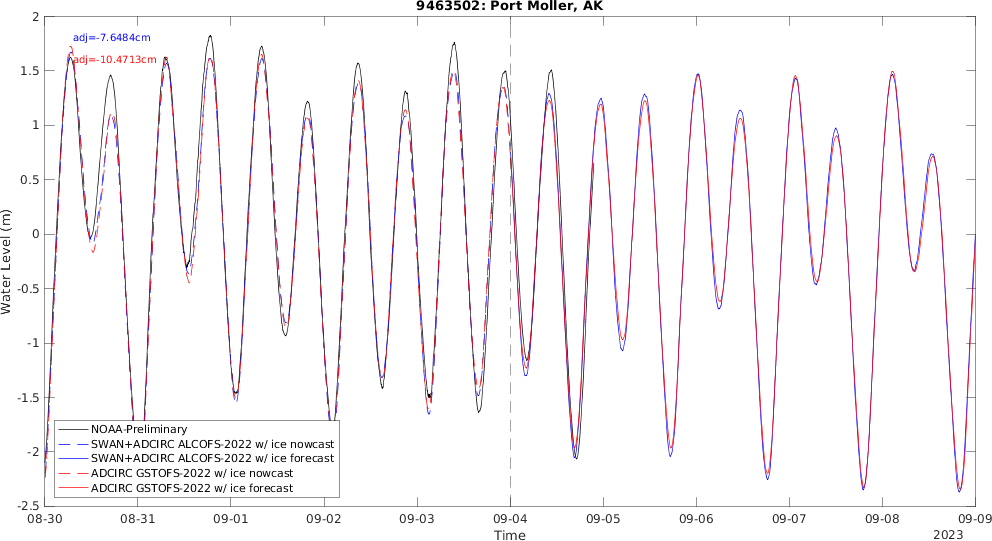 9463502: Port Moller, AK
adj=-7.6484cm
adj=-10.4713cm
Water Level (m)
2
1.5
1
0.5
0
-0.5
-1
-1.5
-2
-2.5
NOAA-Preliminary
SWAN+ADCIRC ALCOFS-2022 w/ ice nowcast
SWAN+ADCIRC ALCOFS-2022 w/ ice forecast
ADCIRC GSTOFS-2022 w/ ice nowcast
ADCIRC GSTOFS-2022 w/ ice forecast
08-30 08-31 09-01 09-02 09-03 09-04 09-05 09-06 09-07 09-08 09-09
Time
2023